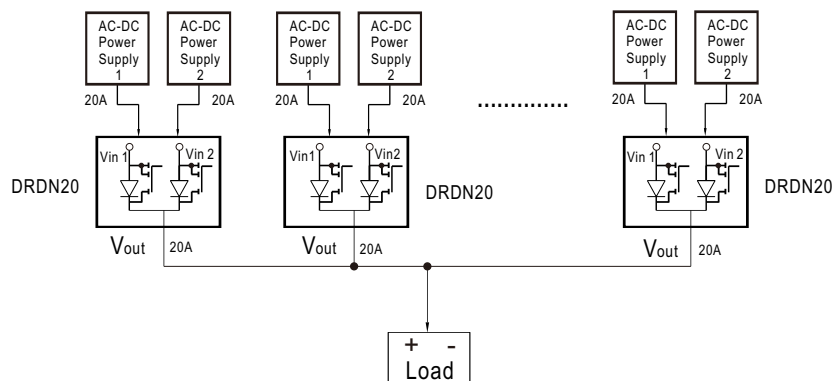 AC-DC
Power
Supply
1
AC-DC
Power
Supply
2
AC-DC
Power
Supply
1
AC-DC
Power
Supply
2
..............
AC-DC
Power
Supply
1
AC-DC
Power
Supply
2
20A
20A
20A
20A
20A
20A
Vin 1
Vin 2
Vin1
Vin2
Vin 1
Vin 2
DRDN20
DRDN20
DRDN20
Vout
20A
Vout
20A
Vout
20A
+ -
Load